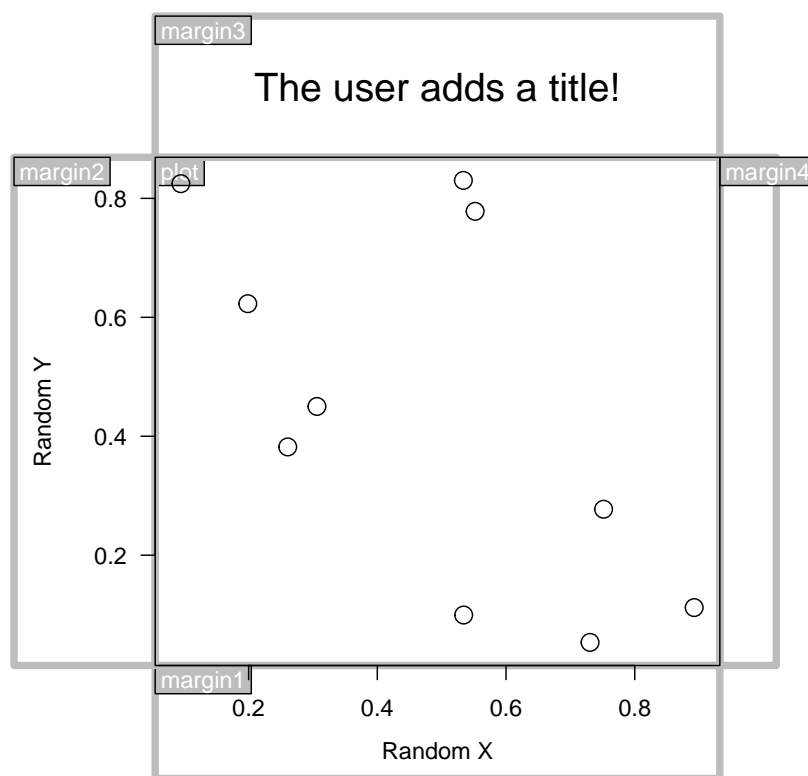 margin3
The user adds a title!
margin2
plot
margin4
0.8
0.6
0.4
0.2
Random Y
margin1
0.2 0.4 0.6 0.8
Random X